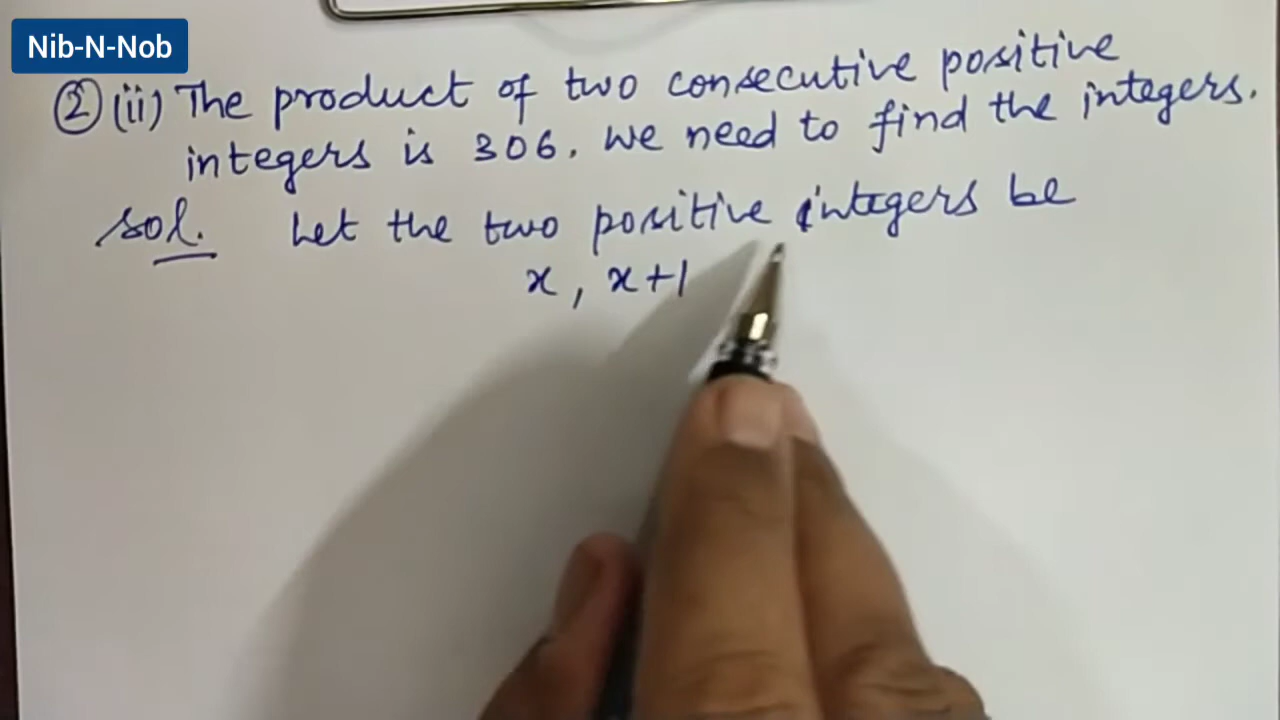 Nib-N-Nob
② (ii) The product of two consecutive positive
integers is 306. We need to find the integers.
Sol. Let the two positive integers be
x, x+1